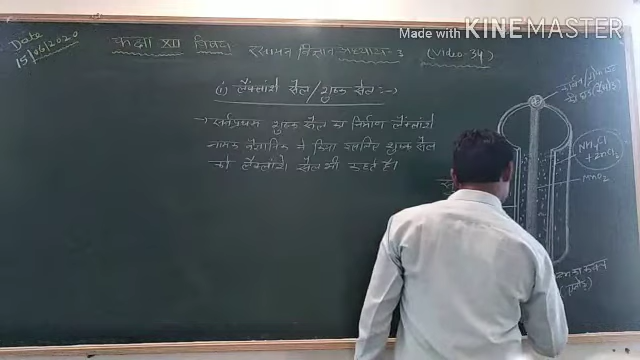 Made with KINEMASTER
Date
15/06/2020
कक्षा XII विषय रसायन विज्ञान अध्याय-3 (Video-34)
(i) लैक्लांशे सैल/शुष्क सेल:-
→ सर्वप्रथम शुष्क सैल का निर्माण लैक्लांशे
नामक वैज्ञानिक ने किया इसलिए शुष्क सैल
को लैक्लांशे सैल भी कहते है।
NH4Cl
+ZnCl2
MnO2